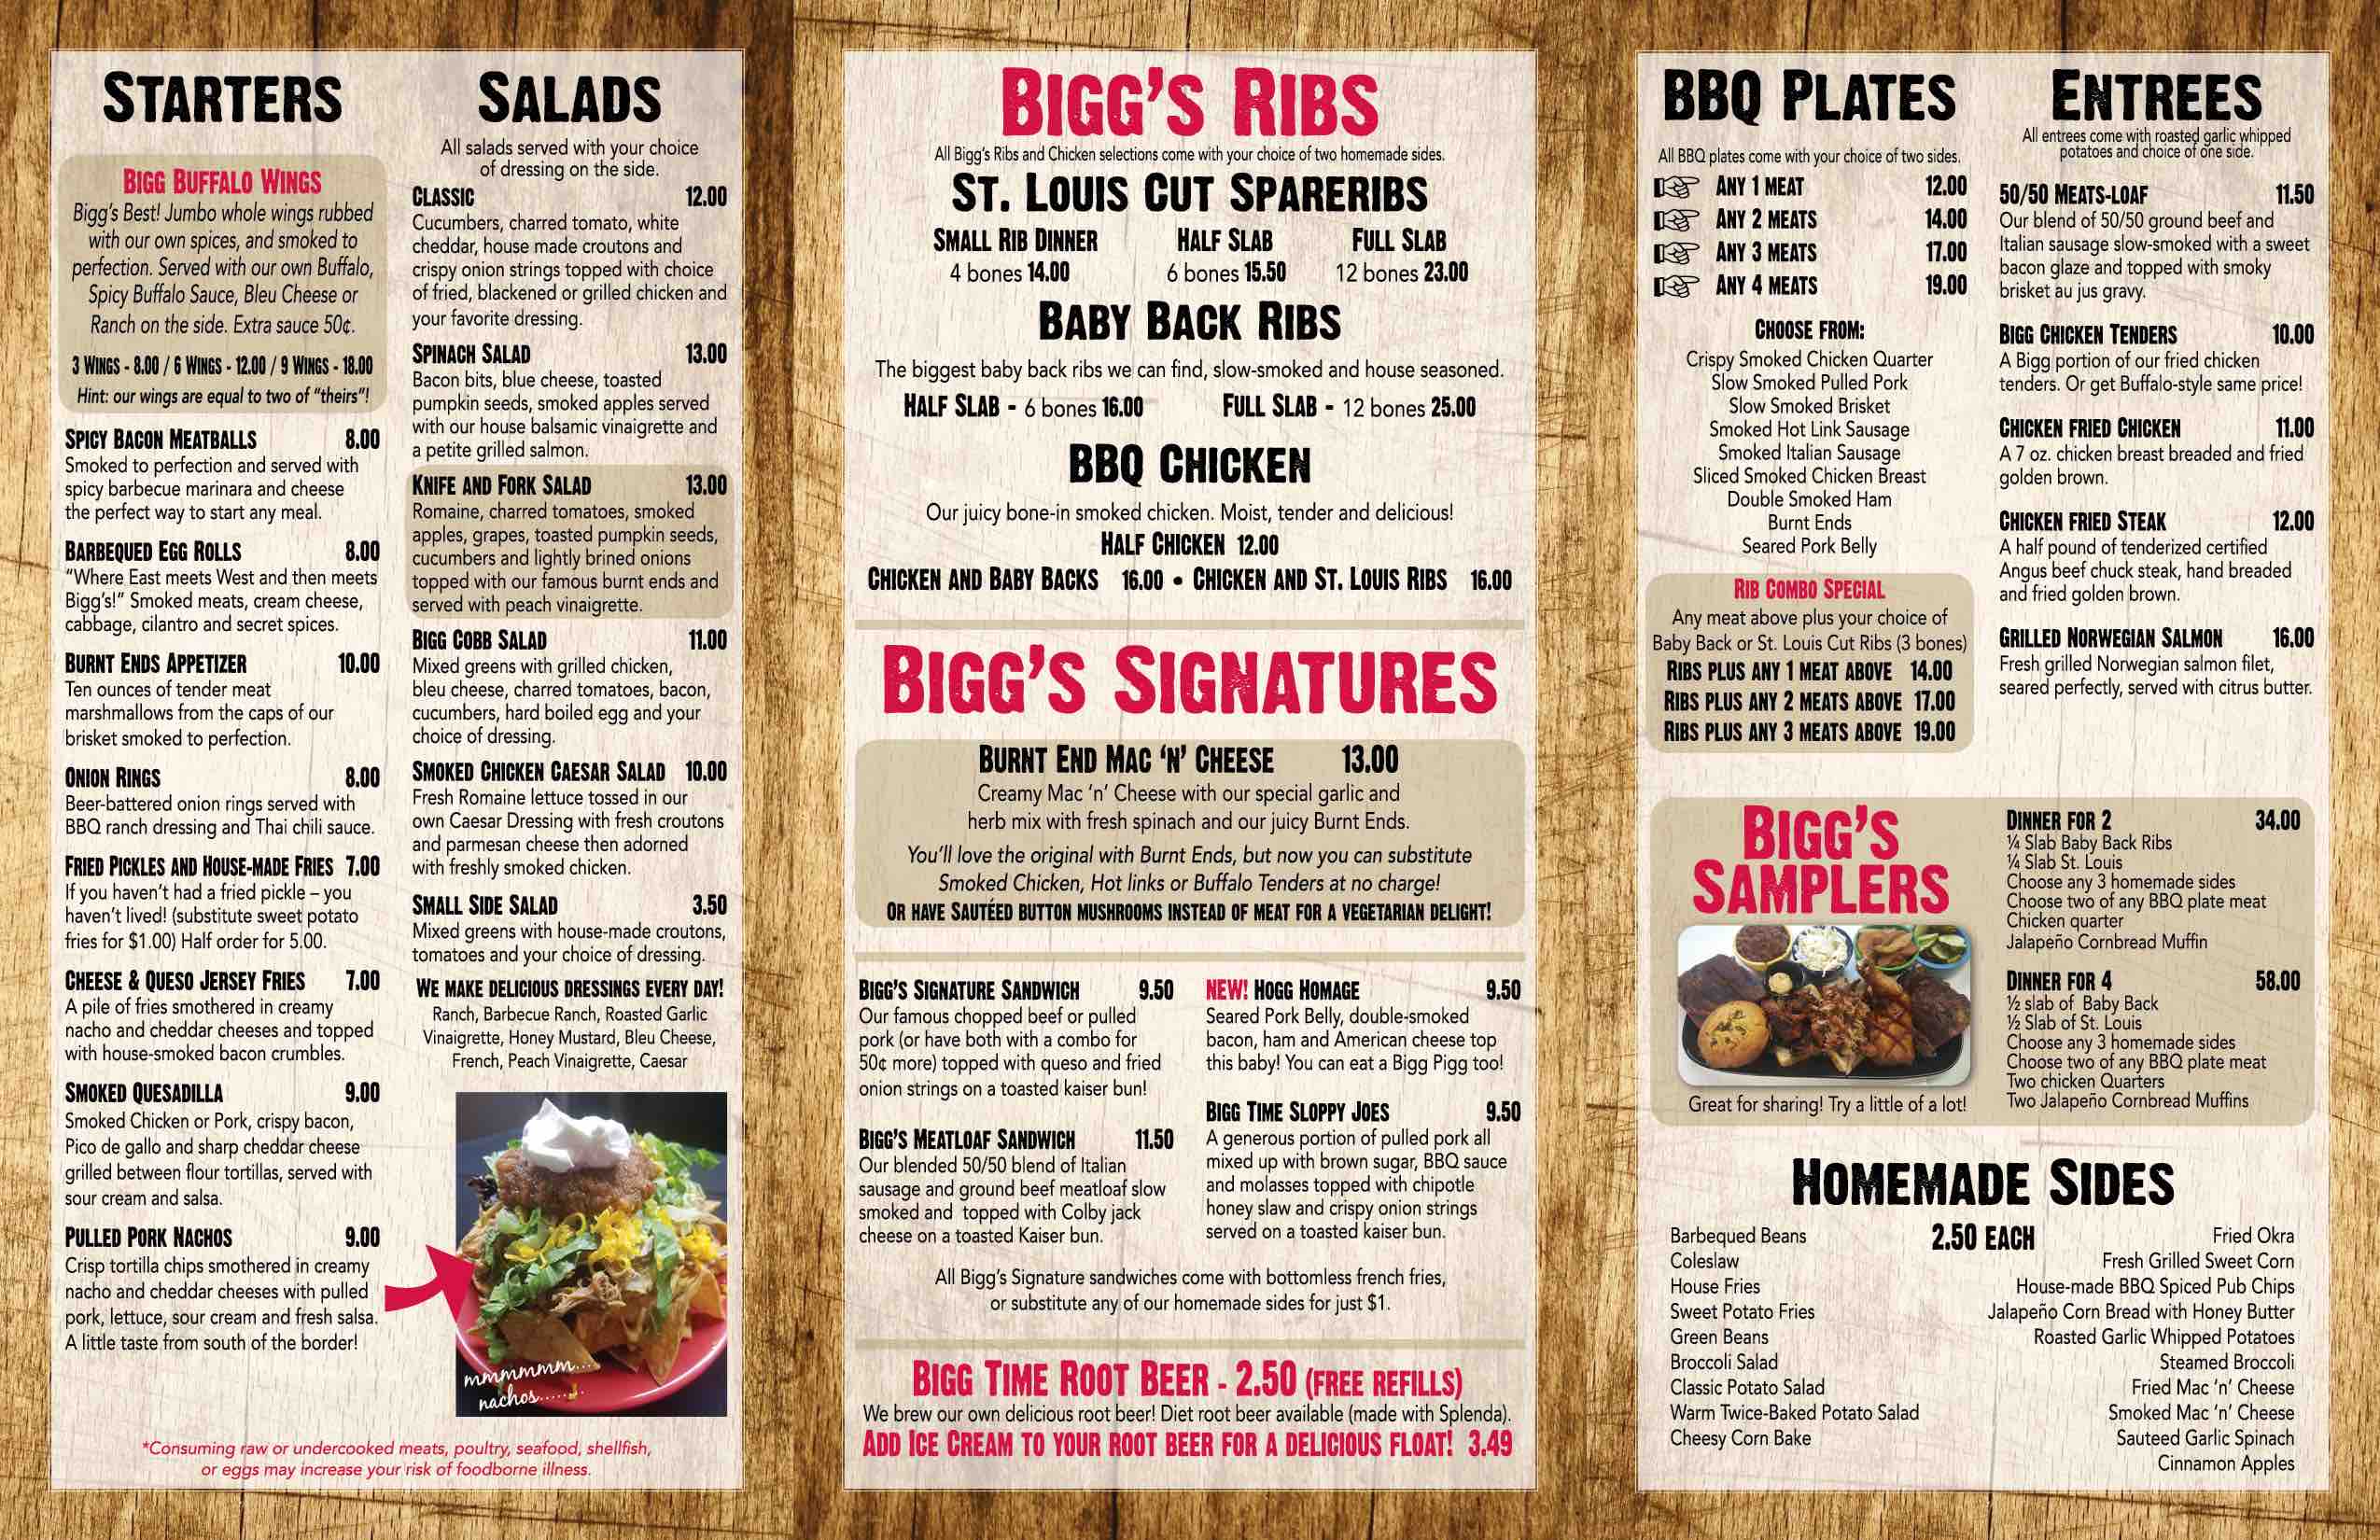 STARTERS
BIGG BUFFALO WINGS
Bigg's Best! Jumbo whole wings rubbed
with our own spices, and smoked to
perfection. Served with our own Buffalo,
Spicy Buffalo Sauce, Bleu Cheese or
Ranch on the side. Extra sauce 50¢.
3 WINGS - 8.00 / 6 WINGS - 12.00 / 9 WINGS - 18.00
Hint: our wings are equal to two of "theirs"!
SPICY BACON MEATBALLS 8.00
Smoked to perfection and served with
spicy barbecue marinara and cheese
the perfect way to start any meal.
BARBEQUED EGG ROLLS 8.00
"Where East meets West and then meets
Bigg's!" Smoked meats, cream cheese,
cabbage, cilantro and secret spices.
BURNT ENDS APPETIZER 10.00
Ten ounces of tender meat
marshmallows from the caps of our
brisket smoked to perfection.
ONION RINGS 8.00
Beer-battered onion rings served with
BBQ ranch dressing and Thai chili sauce.
FRIED PICKLES AND HOUSE-MADE FRIES 7.00
If you haven't had a fried pickle – you
haven't lived! (substitute sweet potato
fries for $1.00) Half order for 5.00.
CHEESE & QUESO JERSEY FRIES 7.00
A pile of fries smothered in creamy
nacho and cheddar cheeses and topped
with house-smoked bacon crumbles.
SMOKED QUESADILLA 9.00
Smoked Chicken or Pork, crispy bacon,
Pico de gallo and sharp cheddar cheese
grilled between flour tortillas, served with
sour cream and salsa.
PULLED PORK NACHOS 9.00
Crisp tortilla chips smothered in creamy
nacho and cheddar cheeses with pulled
pork, lettuce, sour cream and fresh salsa.
A little taste from south of the border!
SALADS
All salads served with your choice
of dressing on the side.
CLASSIC 12.00
Cucumbers, charred tomato, white
cheddar, house made croutons and
crispy onion strings topped with choice
of fried, blackened or grilled chicken and
your favorite dressing.
SPINACH SALAD 13.00
Bacon bits, blue cheese, toasted
pumpkin seeds, smoked apples served
with our house balsamic vinaigrette and
a petite grilled salmon.
KNIFE AND FORK SALAD 13.00
Romaine, charred tomatoes, smoked
apples, grapes, toasted pumpkin seeds,
cucumbers and lightly brined onions
topped with our famous burnt ends and
served with peach vinaigrette.
BIGG COBB SALAD 11.00
Mixed greens with grilled chicken,
bleu cheese, charred tomatoes, bacon,
cucumbers, hard boiled egg and your
choice of dressing.
SMOKED CHICKEN CAESAR SALAD 10.00
Fresh Romaine lettuce tossed in our
own Caesar Dressing with fresh croutons
and parmesan cheese then adorned
with freshly smoked chicken.
SMALL SIDE SALAD 3.50
Mixed greens with house-made croutons,
tomatoes and your choice of dressing.
WE MAKE DELICIOUS DRESSINGS EVERY DAY!
Ranch, Barbecue Ranch, Roasted Garlic
Vinaigrette, Honey Mustard, Bleu Cheese,
French, Peach Vinaigrette, Caesar
mmmmmm...
nachos.......
*Consuming raw or undercooked meats, poultry, seafood, shellfish,
or eggs may increase your risk of foodborne illness.
BIGG'S RIBS
All Bigg's Ribs and Chicken selections come with your choice of two homemade sides.
ST. LOUIS CUT SPARERIBS
SMALL RIB DINNER HALF SLAB FULL SLAB
4 bones 14.00 6 bones 15.50 12 bones 23.00
BABY BACK RIBS
The biggest baby back ribs we can find, slow-smoked and house seasoned.
HALF SLAB - 6 bones 16.00 FULL SLAB - 12 bones 25.00
BBQ CHICKEN
Our juicy bone-in smoked chicken. Moist, tender and delicious!
HALF CHICKEN 12.00
CHICKEN AND BABY BACKS 16.00 • CHICKEN AND ST. LOUIS RIBS 16.00
BIGG'S SIGNATURES
BURNT END MAC 'N' CHEESE 13.00
Creamy Mac 'n' Cheese with our special garlic and
herb mix with fresh spinach and our juicy Burnt Ends.
You'll love the original with Burnt Ends, but now you can substitute
Smoked Chicken, Hot links or Buffalo Tenders at no charge!
OR HAVE SAUTÉED BUTTON MUSHROOMS INSTEAD OF MEAT FOR A VEGETARIAN DELIGHT!
BIGG'S SIGNATURE SANDWICH 9.50
Our famous chopped beef or pulled
pork (or have both with a combo for
50¢ more) topped with queso and fried
onion strings on a toasted kaiser bun!
BIGG'S MEATLOAF SANDWICH 11.50
Our blended 50/50 blend of Italian
sausage and ground beef meatloaf slow
smoked and topped with Colby jack
cheese on a toasted Kaiser bun.
NEW! HOGG HOMAGE 9.50
Seared Pork Belly, double-smoked
bacon, ham and American cheese top
this baby! You can eat a Bigg Pigg too!
BIGG TIME SLOPPY JOES 9.50
A generous portion of pulled pork all
mixed up with brown sugar, BBQ sauce
and molasses topped with chipotle
honey slaw and crispy onion strings
served on a toasted kaiser bun.
All Bigg's Signature sandwiches come with bottomless french fries,
or substitute any of our homemade sides for just $1.
BIGG TIME ROOT BEER - 2.50 (FREE REFILLS)
We brew our own delicious root beer! Diet root beer available (made with Splenda).
ADD ICE CREAM TO YOUR ROOT BEER FOR A DELICIOUS FLOAT! 3.49
BBQ PLATES
All BBQ plates come with your choice of two sides.
ANY 1 MEAT 12.00
ANY 2 MEATS 14.00
ANY 3 MEATS 17.00
ANY 4 MEATS 19.00
CHOOSE FROM:
Crispy Smoked Chicken Quarter
Slow Smoked Pulled Pork
Slow Smoked Brisket
Smoked Hot Link Sausage
Smoked Italian Sausage
Sliced Smoked Chicken Breast
Double Smoked Ham
Burnt Ends
Seared Pork Belly
RIB COMBO SPECIAL
Any meat above plus your choice of
Baby Back or St. Louis Cut Ribs (3 bones)
RIBS PLUS ANY 1 MEAT ABOVE 14.00
RIBS PLUS ANY 2 MEATS ABOVE 17.00
RIBS PLUS ANY 3 MEATS ABOVE 19.00
ENTREES
All entrees come with roasted garlic whipped
potatoes and choice of one side.
50/50 MEATS-LOAF 11.50
Our blend of 50/50 ground beef and
Italian sausage slow-smoked with a sweet
bacon glaze and topped with smoky
brisket au jus gravy.
BIGG CHICKEN TENDERS 10.00
A Bigg portion of our fried chicken
tenders. Or get Buffalo-style same price!
CHICKEN FRIED CHICKEN 11.00
A 7 oz. chicken breast breaded and fried
golden brown.
CHICKEN FRIED STEAK 12.00
A half pound of tenderized certified
Angus beef chuck steak, hand breaded
and fried golden brown.
GRILLED NORWEGIAN SALMON 16.00
Fresh grilled Norwegian salmon filet,
seared perfectly, served with citrus butter.
BIGG'S
SAMPLERS
Great for sharing! Try a little of a lot!
DINNER FOR 2 34.00
¼ Slab Baby Back Ribs
¼ Slab St. Louis
Choose any 3 homemade sides
Choose two of any BBQ plate meat
Chicken quarter
Jalapeño Cornbread Muffin
DINNER FOR 4 58.00
½ slab of Baby Back
½ Slab of St. Louis
Choose any 3 homemade sides
Choose two of any BBQ plate meat
Two chicken Quarters
Two Jalapeño Cornbread Muffins
HOMEMADE SIDES
2.50 EACH
Barbequed Beans
Coleslaw
House Fries
Sweet Potato Fries
Green Beans
Broccoli Salad
Classic Potato Salad
Warm Twice-Baked Potato Salad
Cheesy Corn Bake
Fried Okra
Fresh Grilled Sweet Corn
House-made BBQ Spiced Pub Chips
Jalapeño Corn Bread with Honey Butter
Roasted Garlic Whipped Potatoes
Steamed Broccoli
Fried Mac 'n' Cheese
Smoked Mac 'n' Cheese
Sauteed Garlic Spinach
Cinnamon Apples